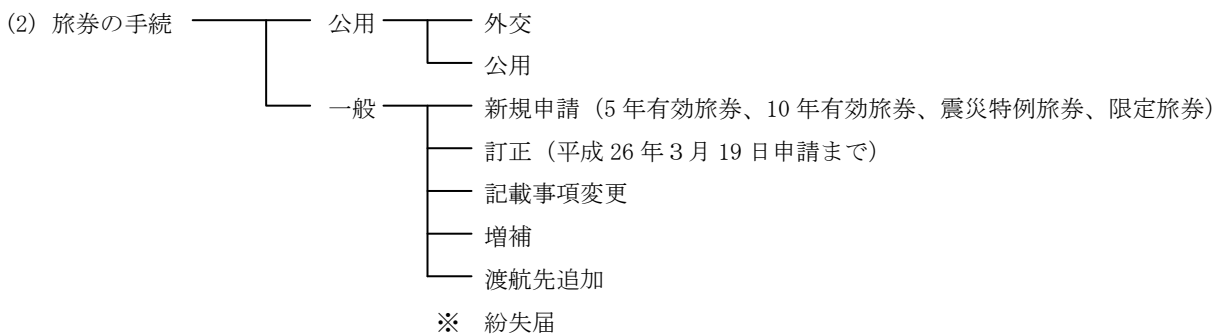 (2) 旅券の手続 公用 外交
公用
一般 新規申請（5 年有効旅券、10 年有効旅券、震災特例旅券、限定旅券）
訂正（平成 26 年３月 19 日申請まで）
記載事項変更
増補
渡航先追加
※ 紛失届